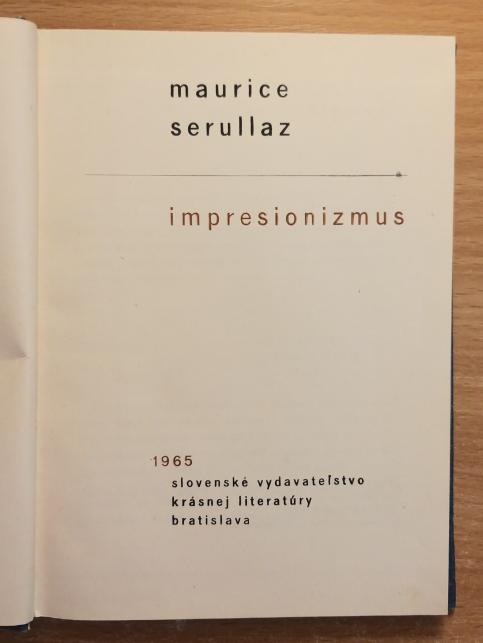 maurice
serullaz
impresionizmus
1965
slovenské vydavateľstvo
krásnej literatúry
bratislava